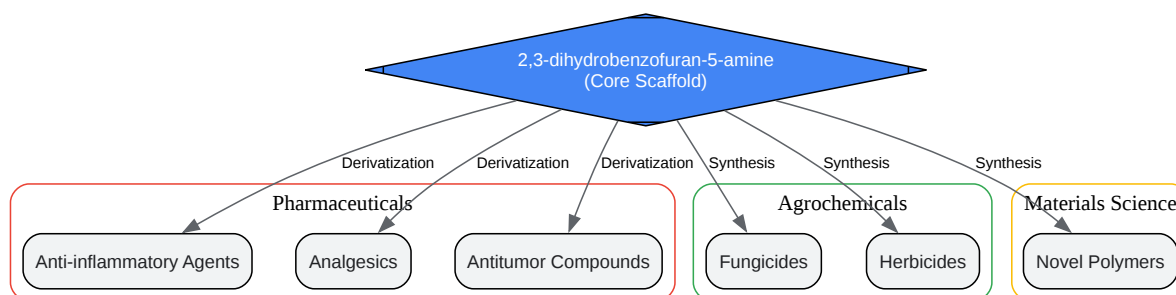 2,3-dihydrobenzofuran-5-amine
(Core Scaffold)
Derivatization
Derivatization
Derivatization
Synthesis
Synthesis
Synthesis
Pharmaceuticals
Agrochemicals
Materials Science
Anti-inflammatory Agents
Analgesics
Antitumor Compounds
Fungicides
Herbicides
Novel Polymers